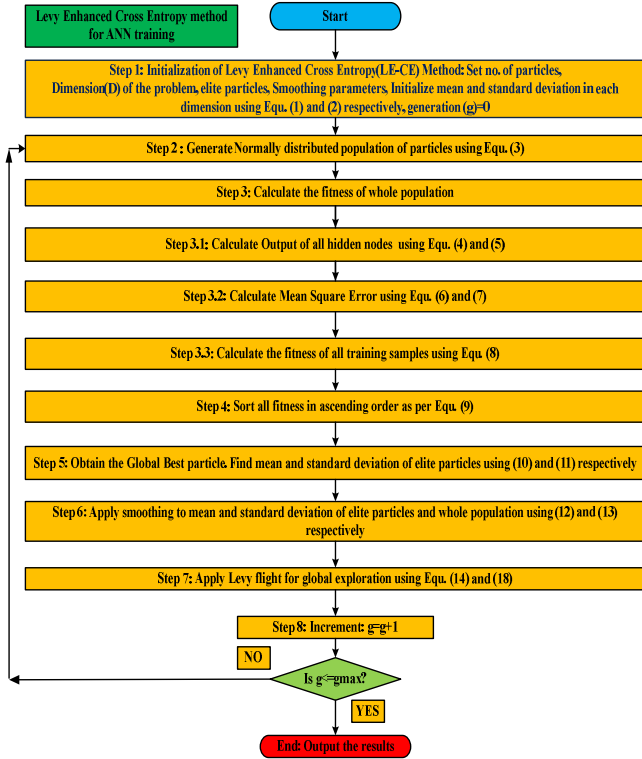 Levy Enhanced Cross Entropy method
for ANN training
Start
Step 1: Initialization of Levy Enhanced Cross Entropy(LE-CE) Method: Set no. of particles,
Dimension(D) of the problem, elite particles, Smoothing parameters, Initialize mean and standard deviation in each
dimension using Equ. (1) and (2) respectively, generation (g)=0
Step 2 : Generate Normally distributed population of particles using Equ. (3)
Step 3: Calculate the fitness of whole population
Step 3.1: Calculate Output of all hidden nodes using Equ. (4) and (5)
Step 3.2: Calculate Mean Square Error using Equ. (6) and (7)
Step 3.3: Calculate the fitness of all training samples using Equ. (8)
Step 4: Sort all fitness in ascending order as per Equ. (9)
Step 5: Obtain the Global Best particle. Find mean and standard deviation of elite particles using (10) and (11) respectively
Step 6: Apply smoothing to mean and standard deviation of elite particles and whole population using (12) and (13)
respectively
Step 7: Apply Levy flight for global exploration using Equ. (14) and (18)
Step 8: Increment: g=g+1
NO
Is g<=gmax?
YES
End: Output the results